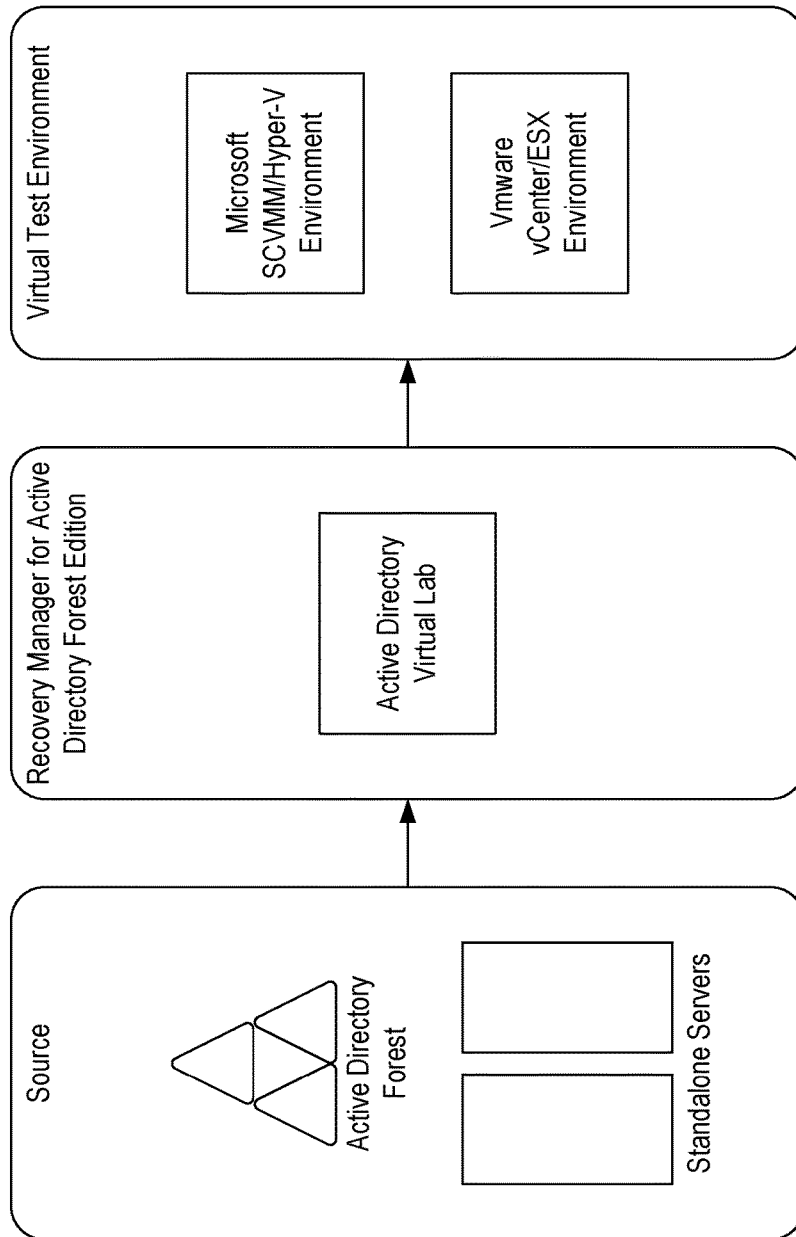 Source
Active Directory
Forest
Standalone Servers
Recovery Manager for Active
Directory Forest Edition
Active Directory
Virtual Lab
Virtual Test Environment
Microsoft
SCVMM/Hyper-V
Environment
Vmware
vCenter/ESX
Environment